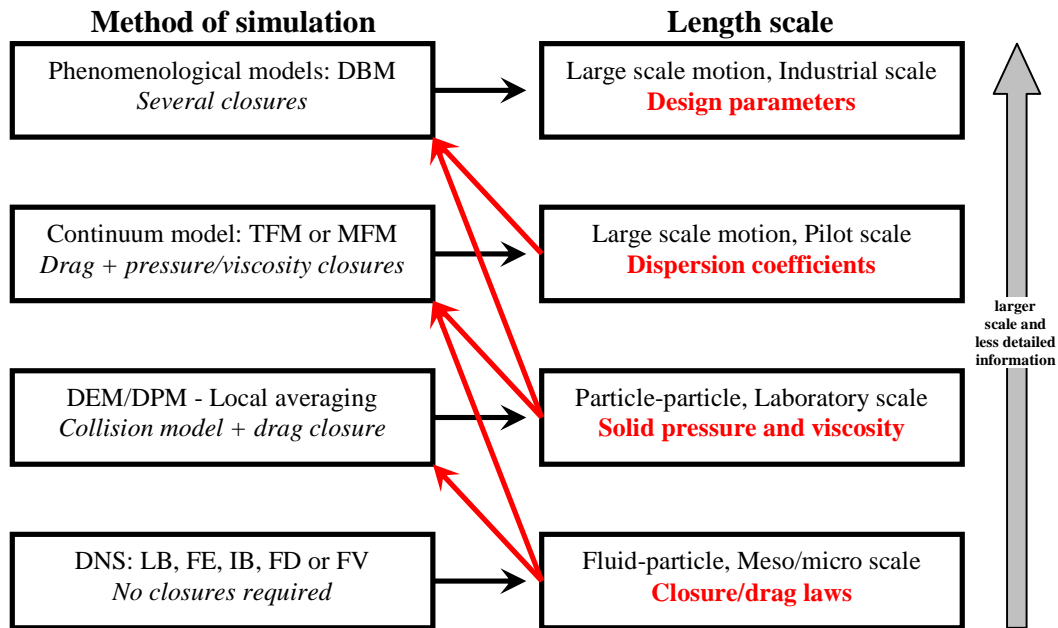 Method of simulation
Length scale
Phenomenological models: DBM
Several closures
Large scale motion, Industrial scale
Design parameters
Continuum model: TFM or MFM
Drag + pressure/viscosity closures
Large scale motion, Pilot scale
Dispersion coefficients
DEM/DPM - Local averaging
Collision model + drag closure
Particle-particle, Laboratory scale
Solid pressure and viscosity
DNS: LB, FE, IB, FD or FV
No closures required
Fluid-particle, Meso/micro scale
Closure/drag laws
larger
scale and
less detailed
information